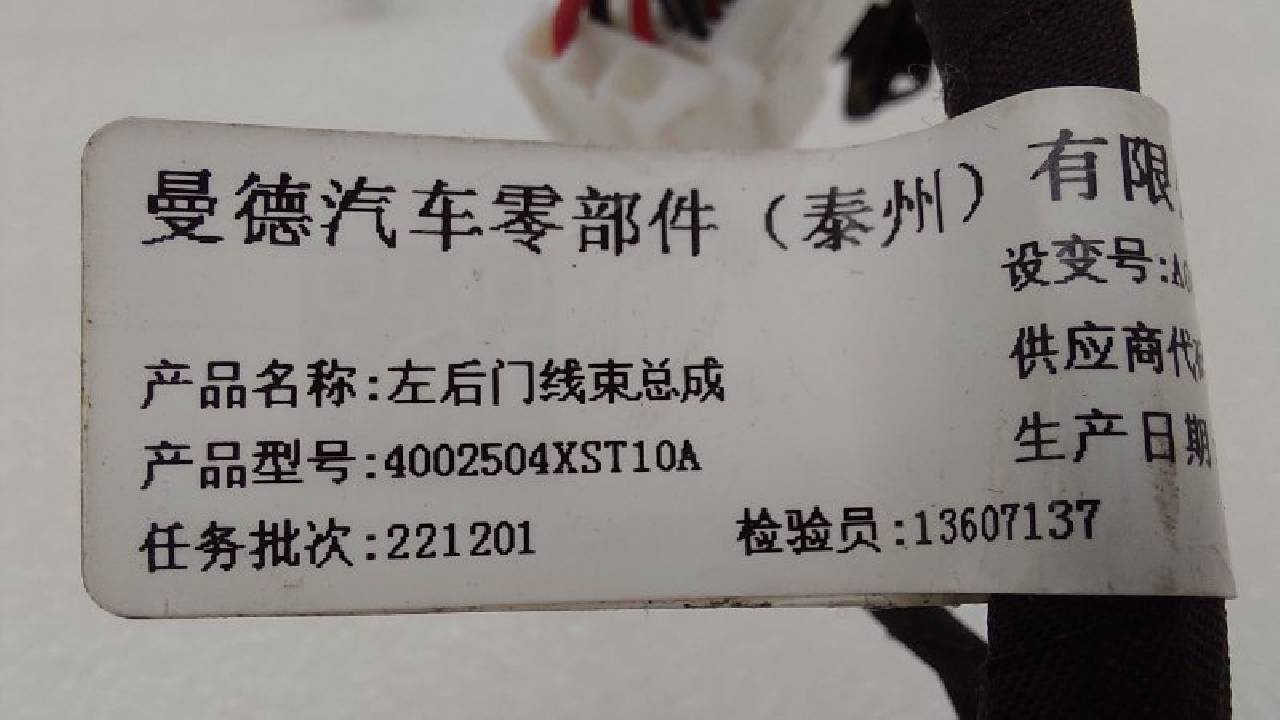 曼德汽车零部件（泰州）有限
设变号:A0
产品名称:左后门线束总成
供应商代
产品型号:4002504XST10A
生产日期
任务批次:221201 检验员:13607137